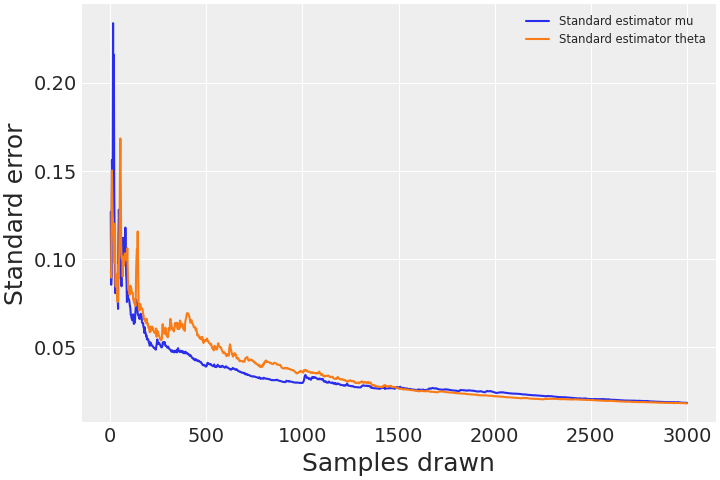 Standard estimator mu
Standard estimator theta
0.20
0.15
0.10
0.05
Standard error
0 500 1000 1500 2000 2500 3000
Samples drawn